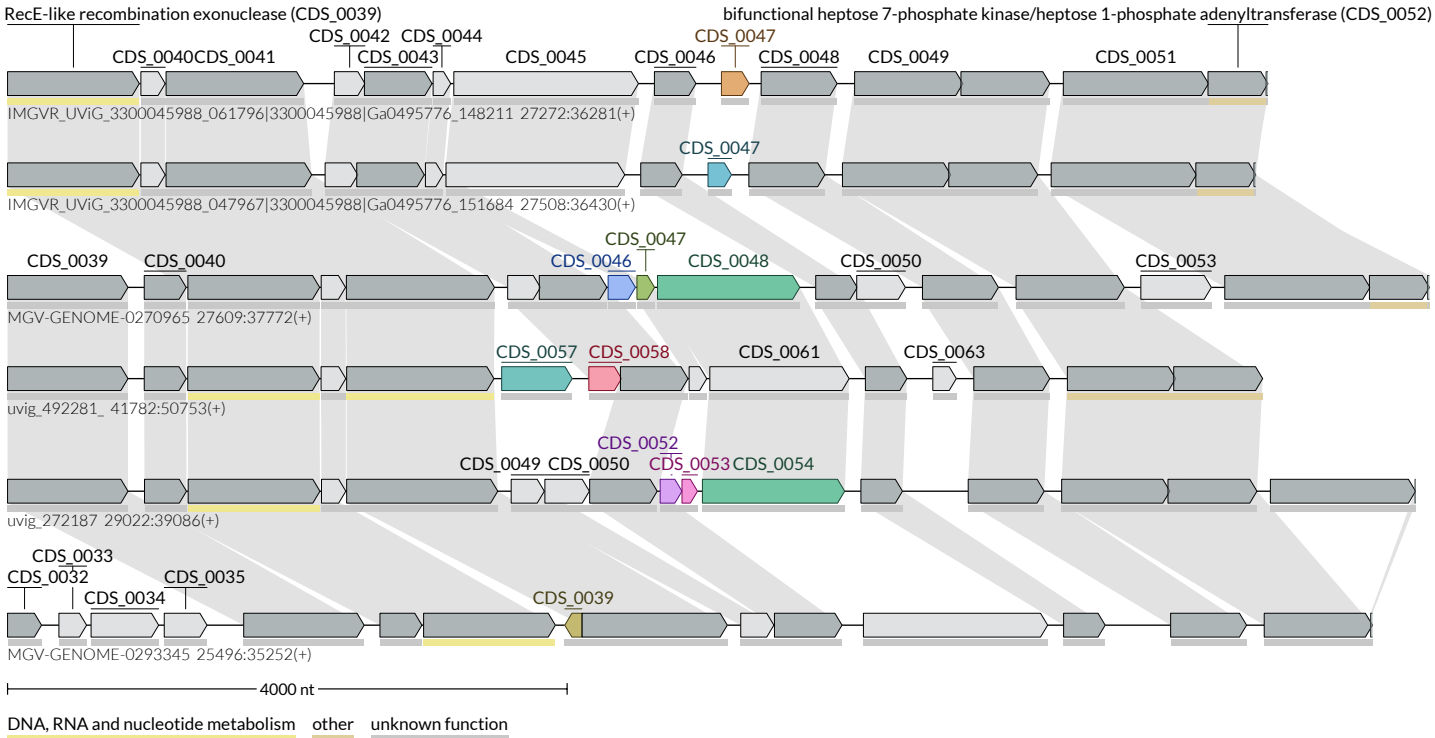 RecE-like recombination exonuclease (CDS_0039) bifunctional heptose 7-phosphate kinase/heptose 1-phosphate adenyltransferase (CDS_0052)
CDS_0042 CDS_0044 CDS_0047
CDS_0040 CDS_0041 CDS_0043 CDS_0045 CDS_0046 CDS_0048 CDS_0049 CDS_0051
IMGVR_UViG_3300045988_061796|3300045988|Ga0495776_148211 27272:36281(+)
CDS_0047
IMGVR_UViG_3300045988_047967|3300045988|Ga0495776_151684 27508:36430(+)
CDS_0047
CDS_0039 CDS_0040 CDS_0046 CDS_0048 CDS_0050 CDS_0053
MGV-GENOME-0270965 27609:37772(+)
CDS_0057 CDS_0058 CDS_0061 CDS_0063
uvig_492281_ 41782:50753(+)
CDS_0052
CDS_0049 CDS_0050 CDS_0053 CDS_0054
uvig_272187 29022:39086(+)
CDS_0033
CDS_0032 CDS_0035
CDS_0034 CDS_0039
MGV-GENOME-0293345 25496:35252(+)
4000 nt
DNA, RNA and nucleotide metabolism other unknown function